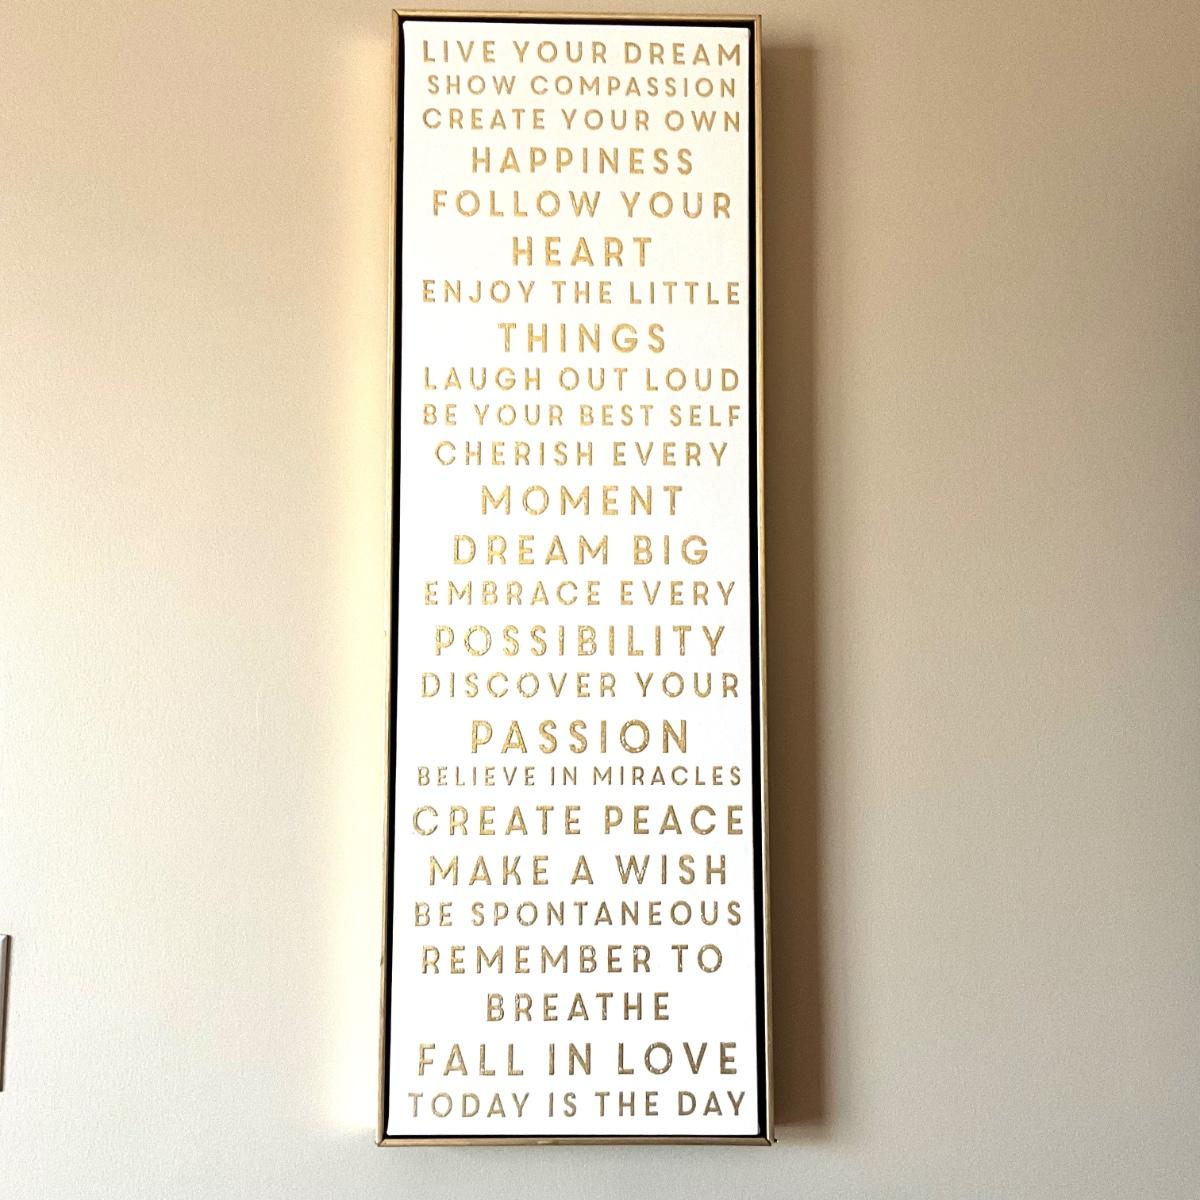 LIVE YOUR DREAM
SHOW COMPASSION
CREATE YOUR OWN
HAPPINESS
FOLLOW YOUR
HEART
ENJOY THE LITTLE
THINGS
LAUGH OUT LOUD
BE YOUR BEST SELF
CHERISH EVERY
MOMENT
DREAM BIG
EMBRACE EVERY
POSSIBILITY
DISCOVER YOUR
PASSION
BELIEVE IN MIRACLES
CREATE PEACE
MAKE A WISH
BE SPONTANEOUS
REMEMBER TO
BREATHE
FALL IN LOVE
TODAY IS THE DAY